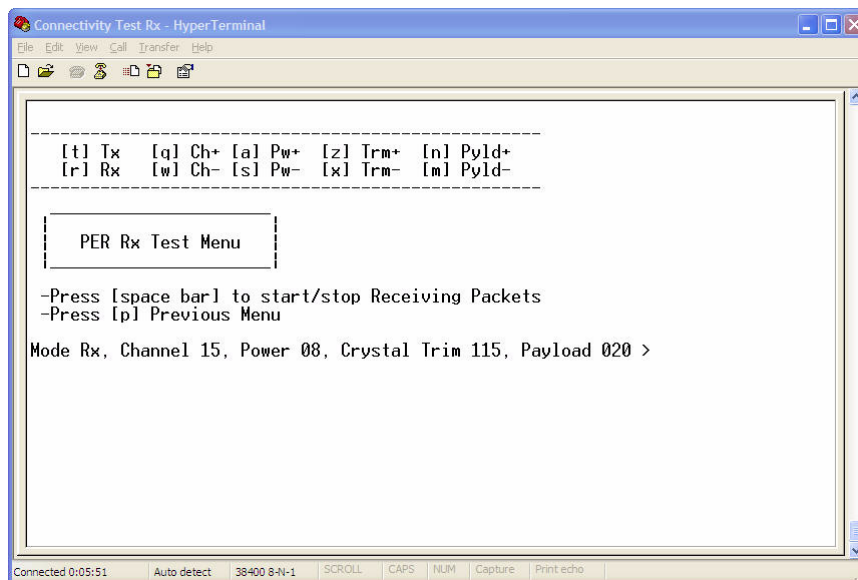 Connectivity Test Rx - HyperTerminal
File Edit View Call Transfer Help
[t] Tx [q] Ch+ [a] Pw+ [z] Trm+ [n] Pyld+
[r] Rx [w] Ch- [s] Pw- [x] Trm- [m] Pyld-
PER Rx Test Menu
-Press [space bar] to start/stop Receiving Packets
-Press [p] Previous Menu
Mode Rx, Channel 15, Power 08, Crystal Trim 115, Payload 020 >
Connected 0:05:51 Auto detect 38400 8-N-1 SCROLL CAPS NUM Capture Print echo